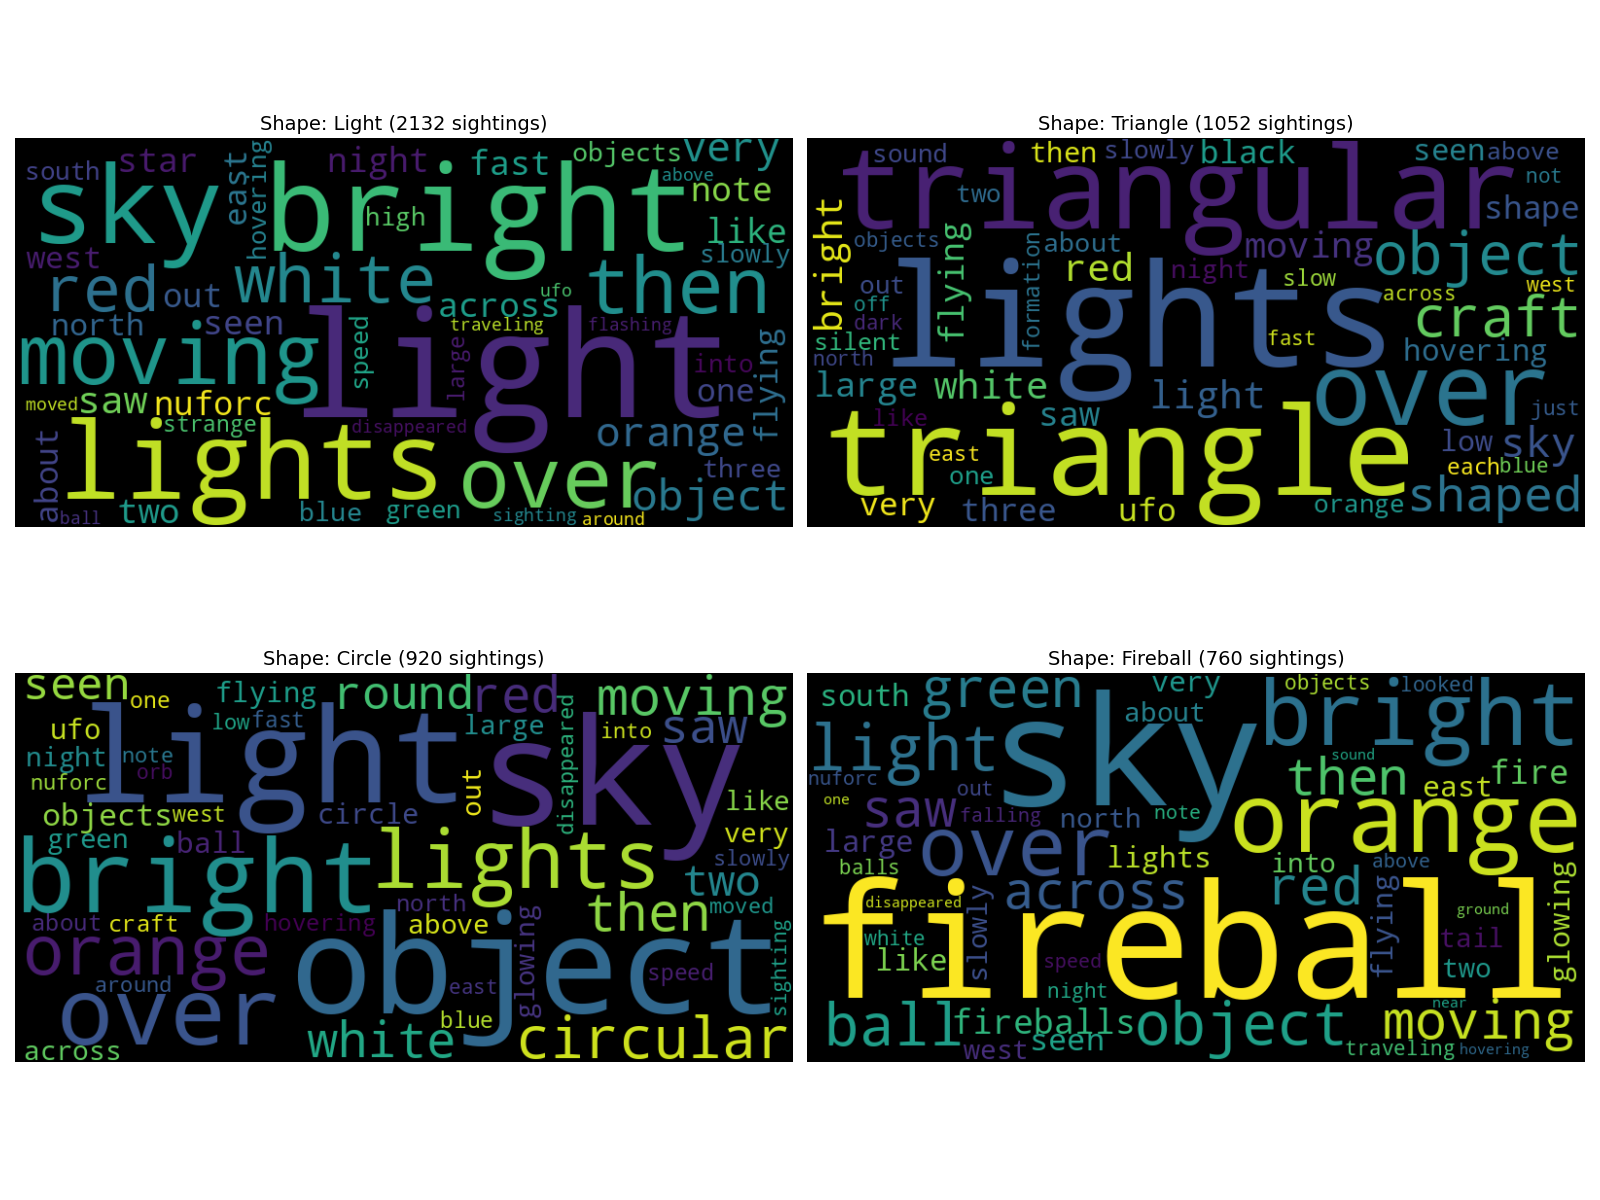 Shape: Light (2132 sightings)
south
star
east
hovering
night
fast
objects
very
above
note
sky
bright
high
like
slowly
west
red
out
white
across
ufo
then
north
seen
traveling
flashing
moving
light
speed
large
into
one
flying
moved
saw
nuforc
strange
disappeared
orange
about
lights
over
three
object
ball
two
blue
green
sighting
around
Shape: Triangle (1052 sightings)
sound
then
slowly
black
seen
above
not
triangular
two
shape
bright
objects
flying
formation
about
moving
object
red
night
slow
out
off
dark
silent
north
lights
across
west
fast
craft
hovering
large
white
light
over
like
saw
just
triangle
east
one
low
sky
each
blue
very
three
ufo
orange
shaped
Shape: Circle (920 sightings)
seen
one
flying
round
red
moving
ufo
low
fast
large
disappeared
into
saw
night
note
orb
light
sky
nuforc
out
like
objects
west
circle
green
ball
very
bright
lights
slowly
two
north
moved
about
craft
hovering
above
then
orange
glowing
object
speed
sighting
around
east
over
blue
white
circular
across
Shape: Fireball (760 sightings)
south
green
very
about
objects
looked
bright
light
sky
sound
then
east
fire
nuforc
one
out
saw
falling
north
note
orange
large
over
lights
into
above
balls
across
red
disappeared
slowly
fireball
flying
ground
glowing
white
like
speed
tail
two
night
near
ball
fireballs
object
moving
west
seen
traveling
hovering